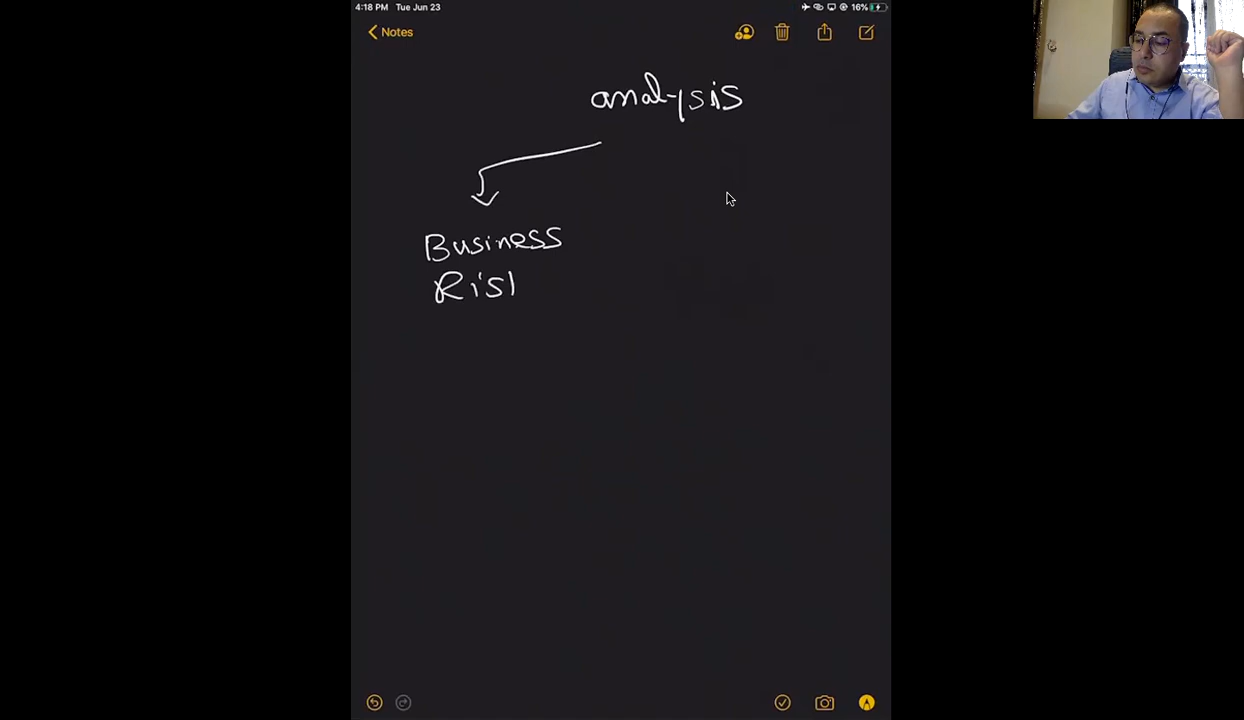 4:18 PM Tue Jun 23 16%
Notes
analysis
Business
Risl